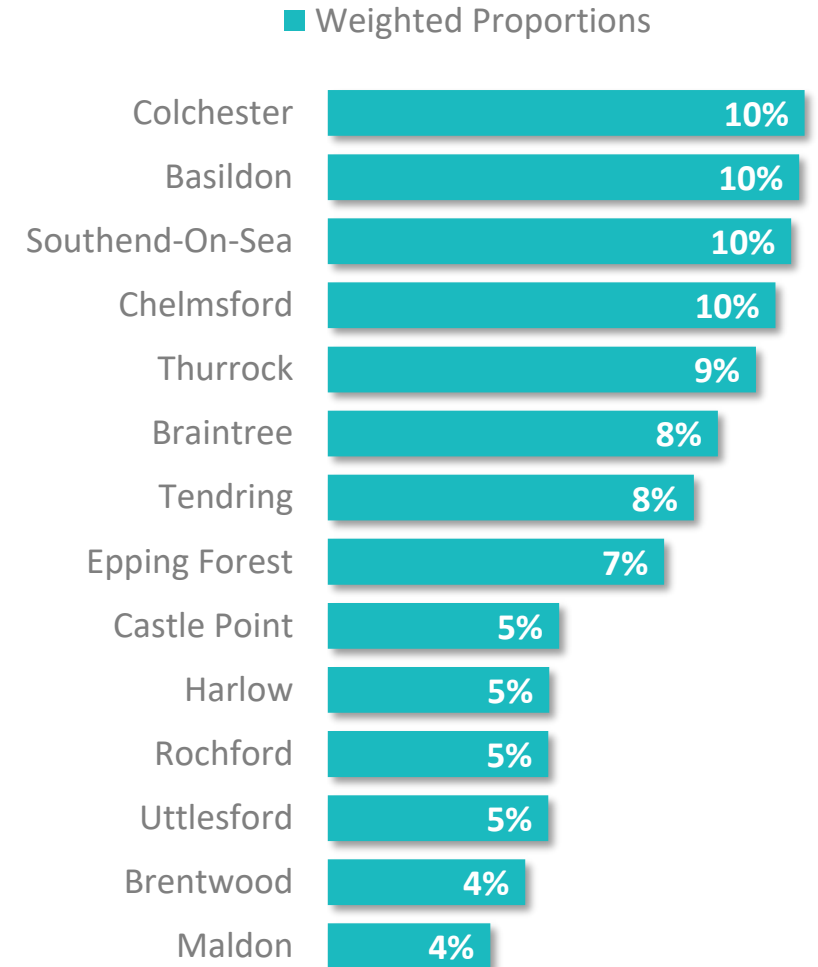 Weighted Proportions
Colchester 10%
Basildon 10%
Southend-On-Sea 10%
Chelmsford 10%
Thurrock 9%
Braintree 8%
Tendring 8%
Epping Forest 7%
Castle Point 5%
Harlow 5%
Rochford 5%
Uttlesford 5%
Brentwood 4%
Maldon 4%